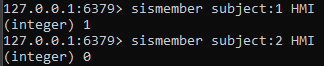 127.0.0.1:6379> sismember subject:1 HMI
(integer) 1
127.0.0.1:6379> sismember subject:2 HMI
(integer) 0